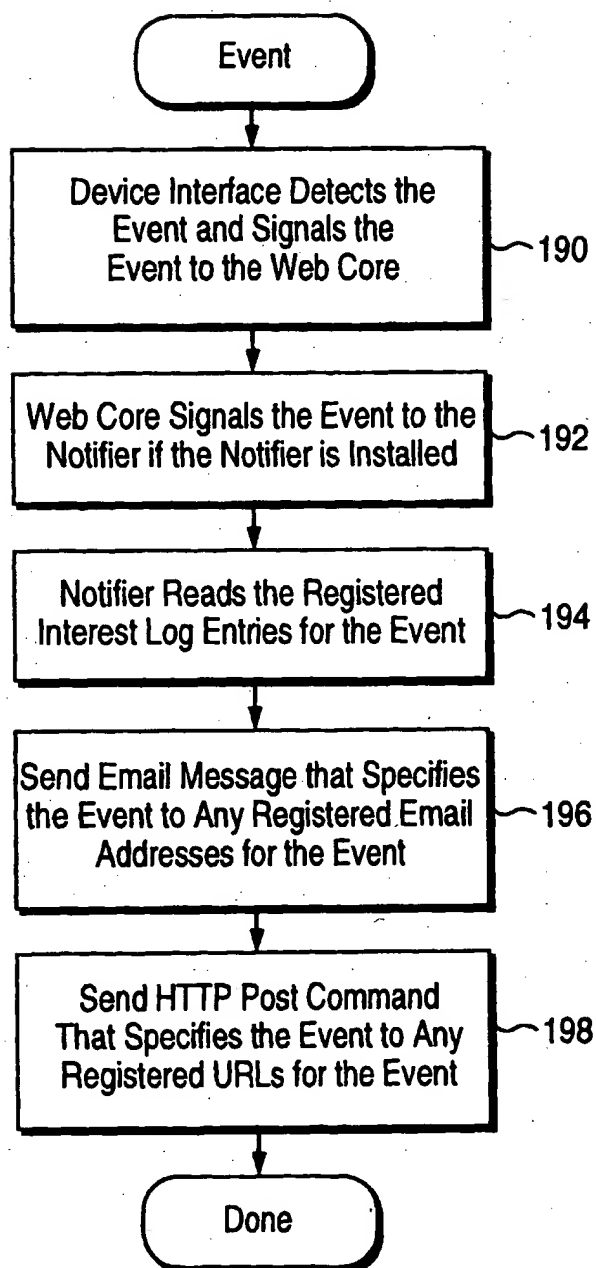 Event
Device Interface Detects the
Event and Signals the
Event to the Web Core
190
Web Core Signals the Event to the
Notifier if the Notifier is Installed
192
Notifier Reads the Registered
Interest Log Entries for the Event
194
Send Email Message that Specifies
the Event to Any Registered Email
Addresses for the Event
196
Send HTTP Post Command
That Specifies the Event to Any
Registered URLs for the Event
198
Done